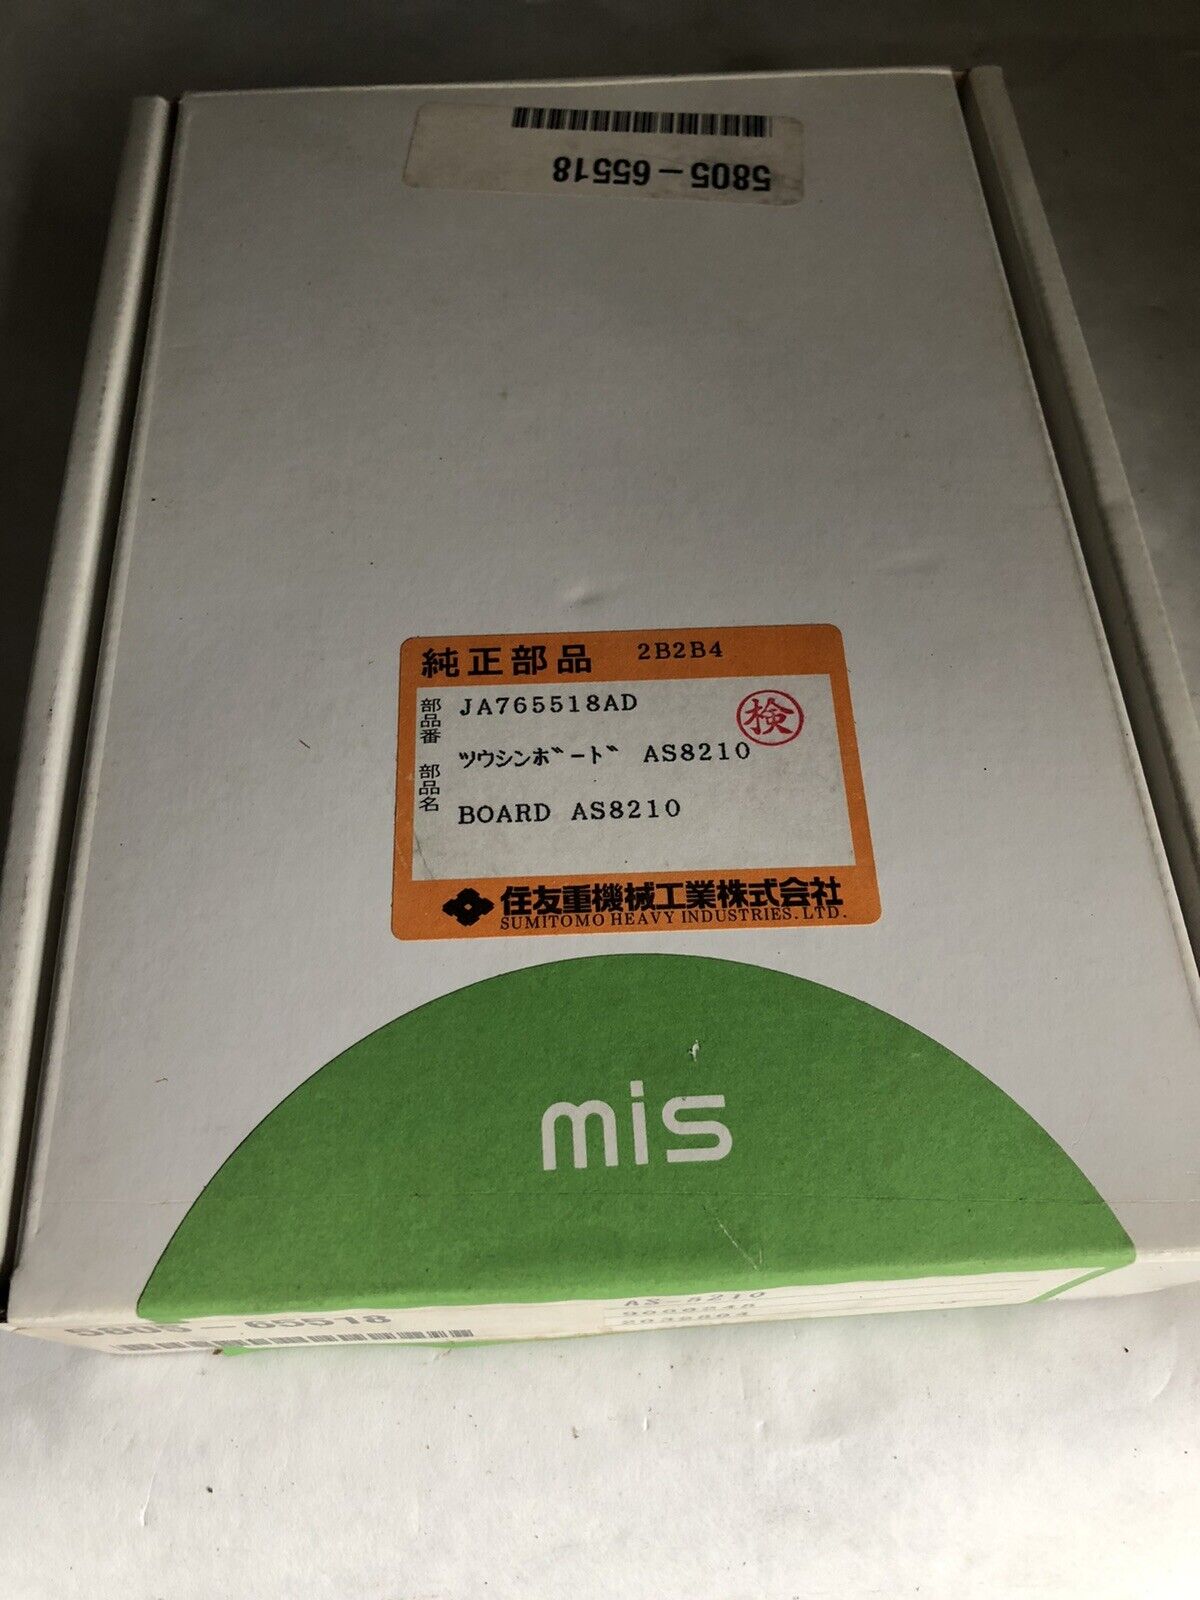 5805-65518
純正部品 2B2B4
部品番 JA765518AD
検
部品名 ツウシンボード AS8210
BOARD AS8210
住友重機械工業株式会社
SUMITOMO HEAVY INDUSTRIES. LTD.
mis
5805-65518